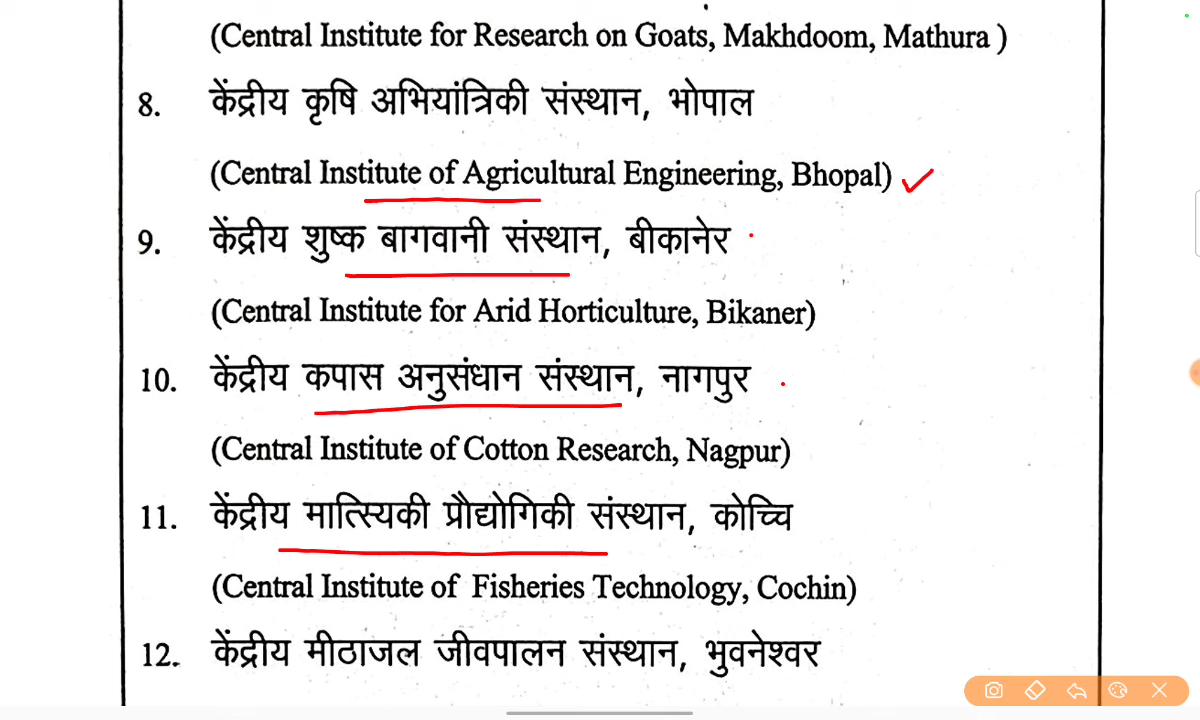 (Central Institute for Research on Goats, Makhdoom, Mathura )
8. केंद्रीय कृषि अभियांत्रिकी संस्थान, भोपाल
(Central Institute of Agricultural Engineering, Bhopal)
9. केंद्रीय शुष्क बागवानी संस्थान, बीकानेर
(Central Institute for Arid Horticulture, Bikaner)
10. केंद्रीय कपास अनुसंधान संस्थान, नागपुर
(Central Institute of Cotton Research, Nagpur)
11. केंद्रीय मात्स्यिकी प्रौद्योगिकी संस्थान, कोच्चि
(Central Institute of Fisheries Technology, Cochin)
12. केंद्रीय मीठाजल जीवपालन संस्थान, भुवनेश्वर